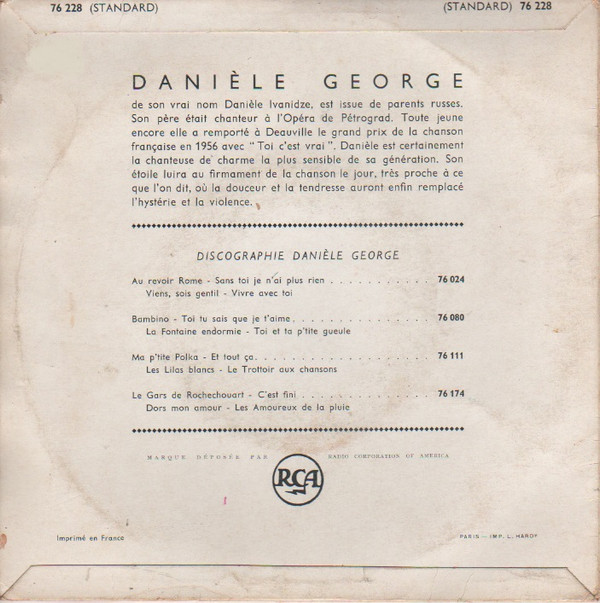 76 228 (STANDARD) (STANDARD) 76 228
DANIÈLE GEORGE
de son vrai nom Danièle Ivanidze, est issue de parents russes.
Son père était chanteur à l'Opéra de Pétrograd. Toute jeune
encore elle a remporté à Deauville le grand prix de la chanson
française en 1956 avec "Toi c'est vrai". Danièle est certainement
la chanteuse de charme la plus sensible de sa génération. Son
étoile luira au firmament de la chanson le jour, très proche à ce
que l'on dit, où la douceur et la tendresse auront enfin remplacé
l'hystérie et la violence.
DISCOGRAPHIE DANIÈLE GEORGE
Au revoir Rome - Sans toi je n'ai plus rien . . . . . . . . . . . 76 024
Viens, sois gentil - Vivre avec toi
Bambino - Toi tu sais que je t'aime . . . . . . . . . . . . . . . . 76 080
La Fontaine endormie - Toi et ta p'tite gueule
Ma p'tite Polka - Et tout ça . . . . . . . . . . . . . . . . . . . . . 76 111
Les Lilas blancs - Le Trottoir aux chansons
Le Gars de Rochechouart - C'est fini . . . . . . . . . . . . . . . 76 174
Dors mon amour - Les Amoureux de la pluie
MARQUE DÉPOSÉE PAR RADIO CORPORATION OF AMERICA
RCA
Imprimé en France PARIS — IMP. L. HARDY